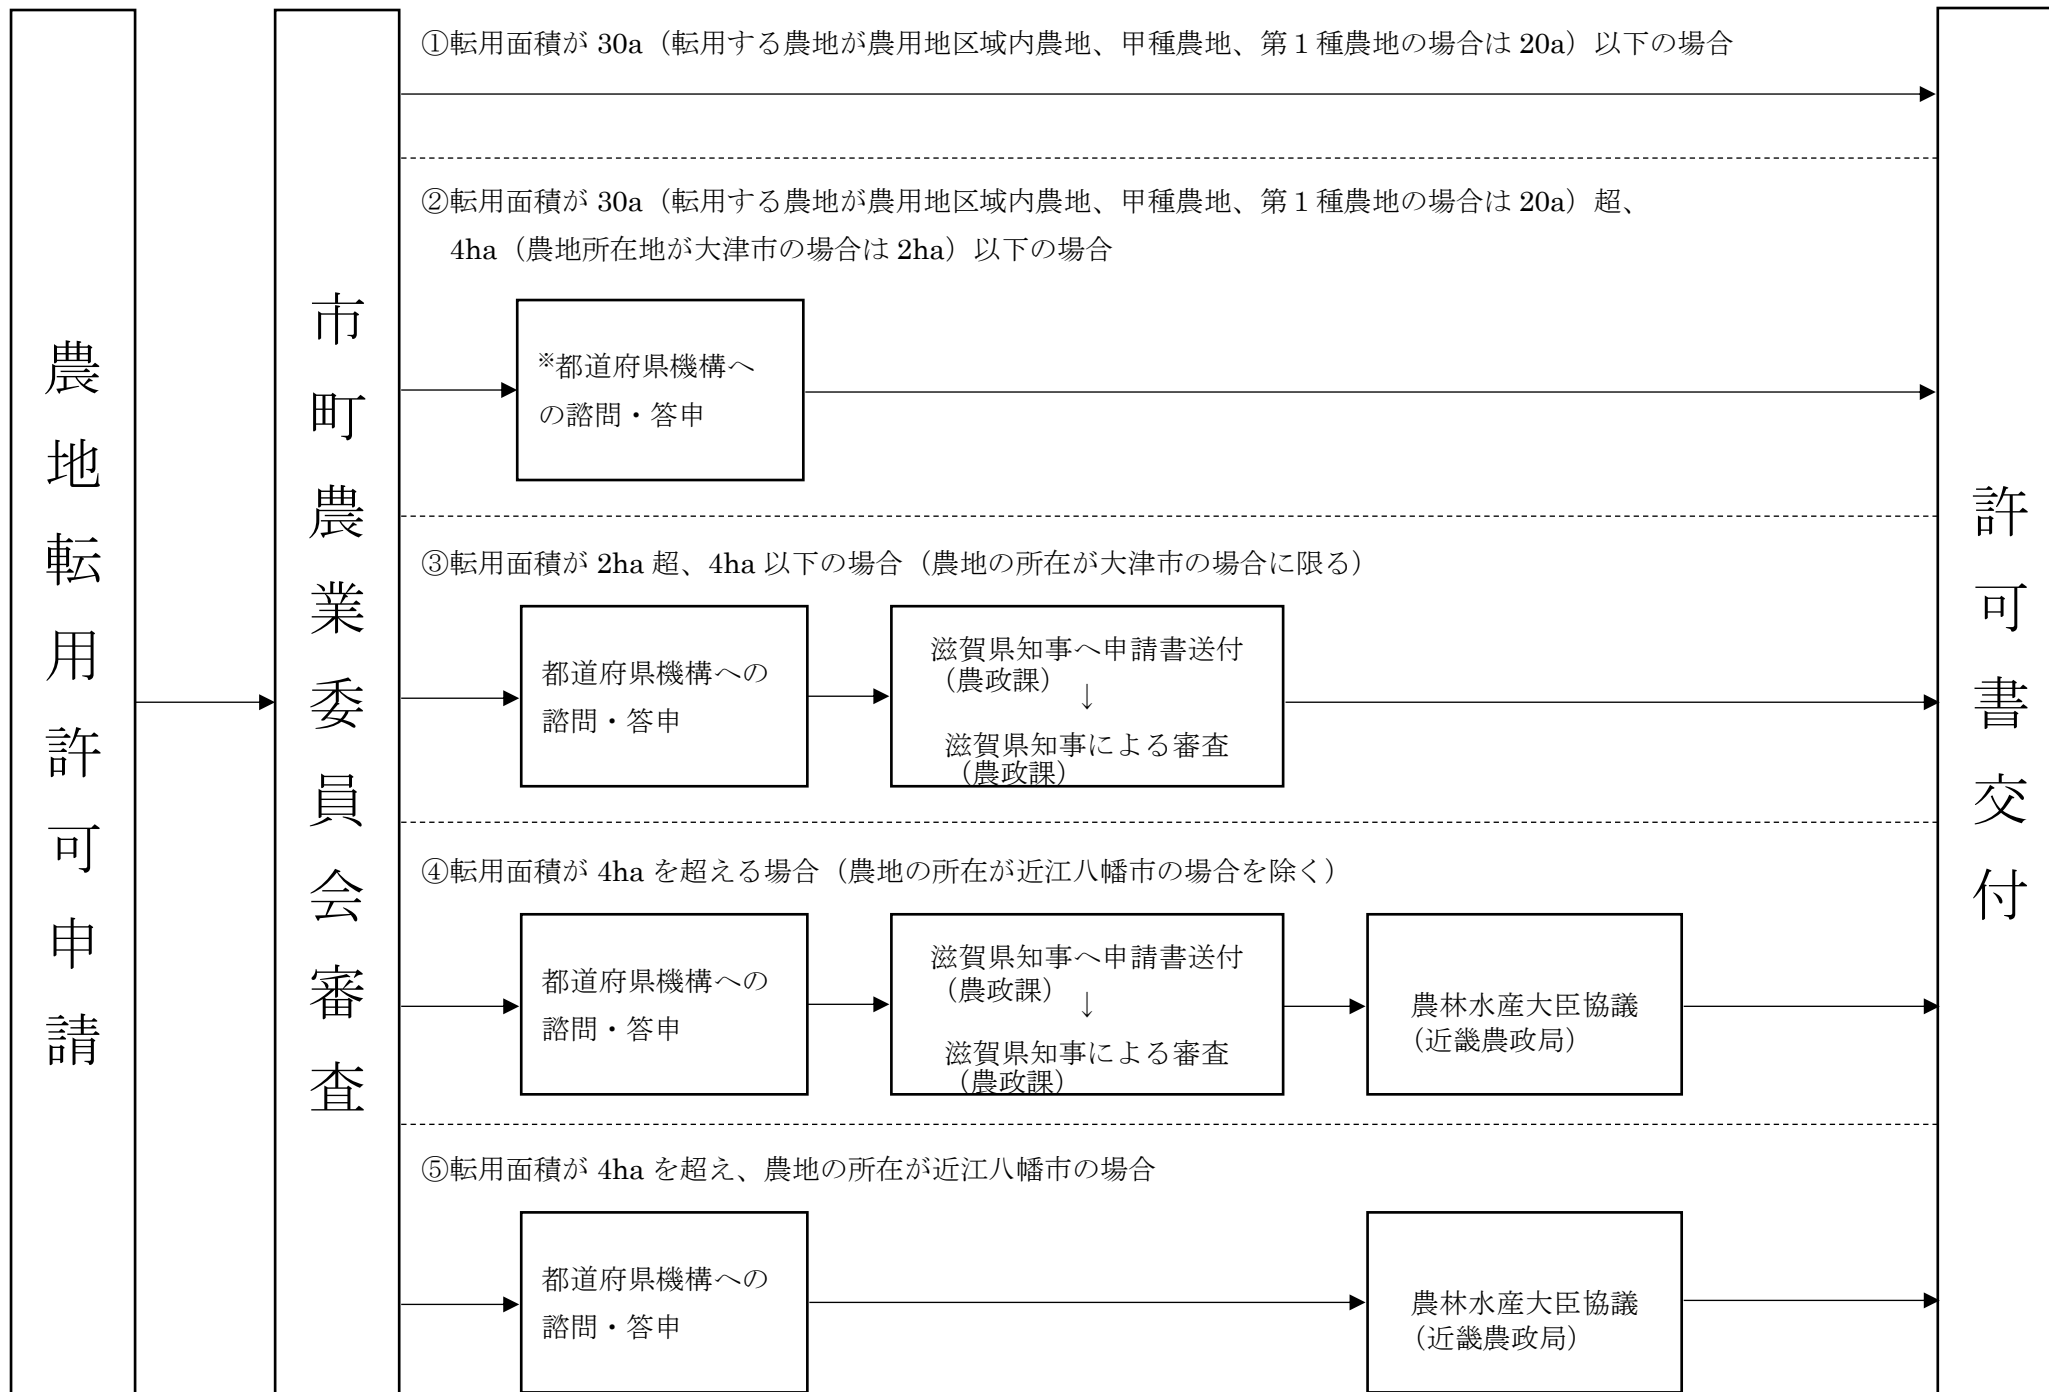 農地転用許可申請
市町農業委員会審査
①転用面積が 30a（転用する農地が農用地区域内農地、甲種農地、第１種農地の場合は 20a）以下の場合
②転用面積が 30a（転用する農地が農用地区域内農地、甲種農地、第１種農地の場合は 20a）超、
4ha（農地所在地が大津市の場合は 2ha）以下の場合
※都道府県機構へ
の諮問・答申
③転用面積が 2ha 超、4ha 以下の場合（農地の所在が大津市の場合に限る）
都道府県機構への
諮問・答申
滋賀県知事へ申請書送付
（農政課）
↓
滋賀県知事による審査
（農政課）
④転用面積が 4ha を超える場合（農地の所在が近江八幡市の場合を除く）
都道府県機構への
諮問・答申
滋賀県知事へ申請書送付
（農政課）
↓
滋賀県知事による審査
（農政課）
農林水産大臣協議
（近畿農政局）
⑤転用面積が 4ha を超え、農地の所在が近江八幡市の場合
都道府県機構への
諮問・答申
農林水産大臣協議
（近畿農政局）
許可書交付